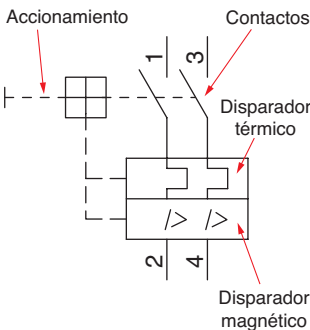 Accionamiento
Contactos
1
3
Disparador
térmico
I>
I>
2
4
Disparador
magnético